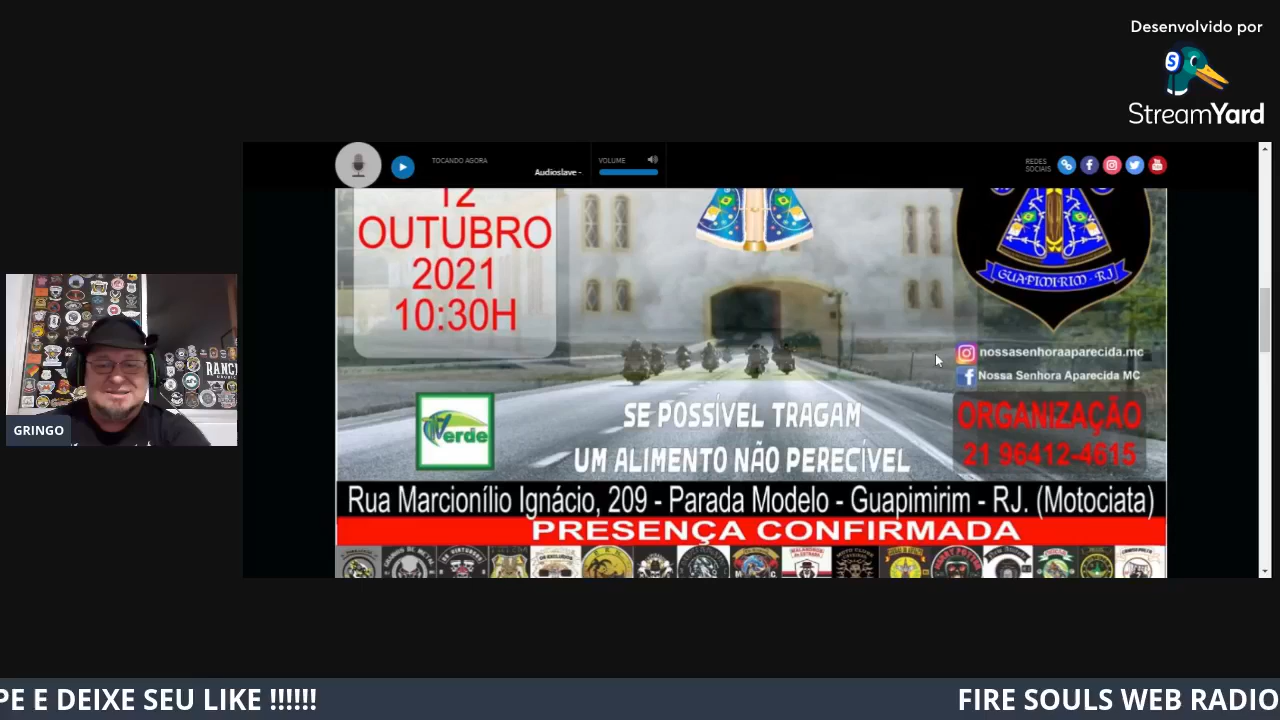 Desenvolvido por
StreamYard
TOCANDO AGORA
Audioslave -
VOLUME
REDES
SOCIAIS
12
OUTUBRO
2021
10:30H
GUAPIMIRIM - RJ
nossasenhoraaparecida.mc
Nossa Senhora Aparecida MC
Verde
SE POSSÍVEL TRAGAM
UM ALIMENTO NÃO PERECÍVEL
ORGANIZAÇÃO
21 96412-4615
Rua Marcionílio Ignácio, 209 - Parada Modelo - Guapimirim - RJ. (Motociata)
PRESENÇA CONFIRMADA
GRINGO
PE E DEIXE SEU LIKE !!!!!!
FIRE SOULS WEB RADIO